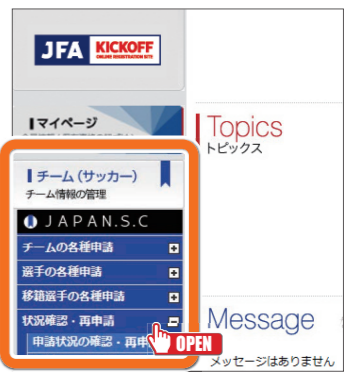 JFA KICKOFF
ONLINE REGISTRATION SITE
マイページ
Topics
トピックス
チーム（サッカー）
チーム情報の管理
JAPAN.S.C
チームの各種申請
選手の各種申請
移籍選手の各種申請
状況確認・再申請
OPEN
申請状況の確認・再申
Message
メッセージはありません